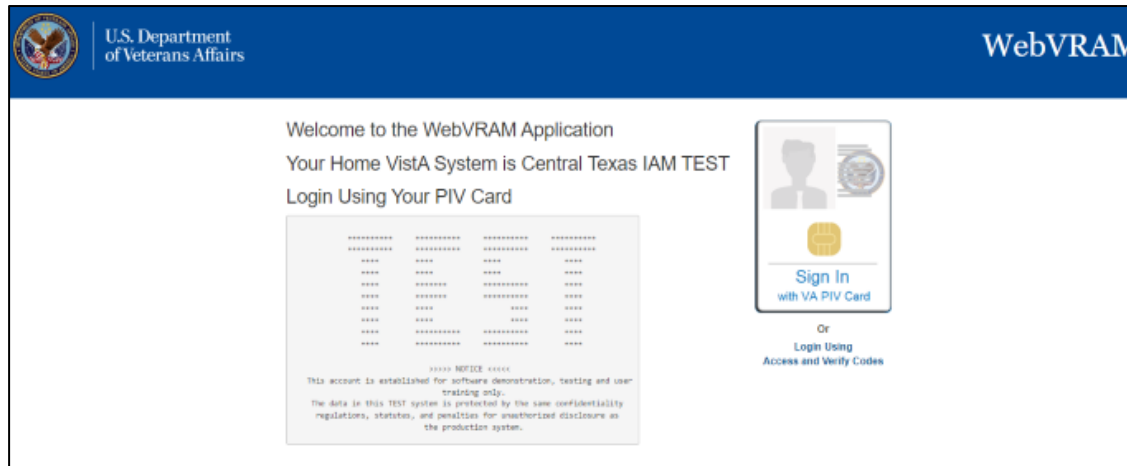 U.S. Department
of Veterans Affairs
WebVRAM
Welcome to the WebVRAM Application
Your Home VistA System is Central Texas IAM TEST
Login Using Your PIV Card
********** ********** ********** **********
********** ********** ********** **********
**** **** **** ****
**** **** **** ****
**** ******* ********** ****
**** ******* ********** ****
**** **** **** ****
**** **** **** ****
**** ********** ********** ****
**** ********** ********** ****
>>>>> NOTICE <<<<<
This account is established for software demonstration, testing and user
training only.
The data in this TEST system is protected by the same confidentiality
regulations, statutes, and penalties for unauthorized disclosure as
the production system.
Sign In
with VA PIV Card
Or
Login Using
Access and Verify Codes